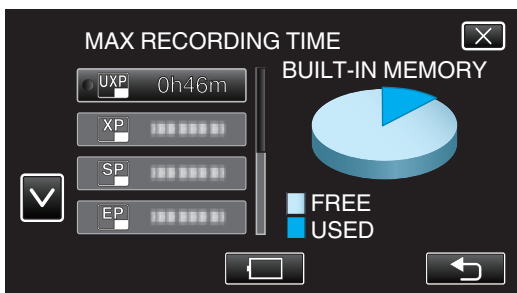 MAX RECORDING TIME
BUILT-IN MEMORY
UXP 0h46m
XP
SP
EP
FREE
USED